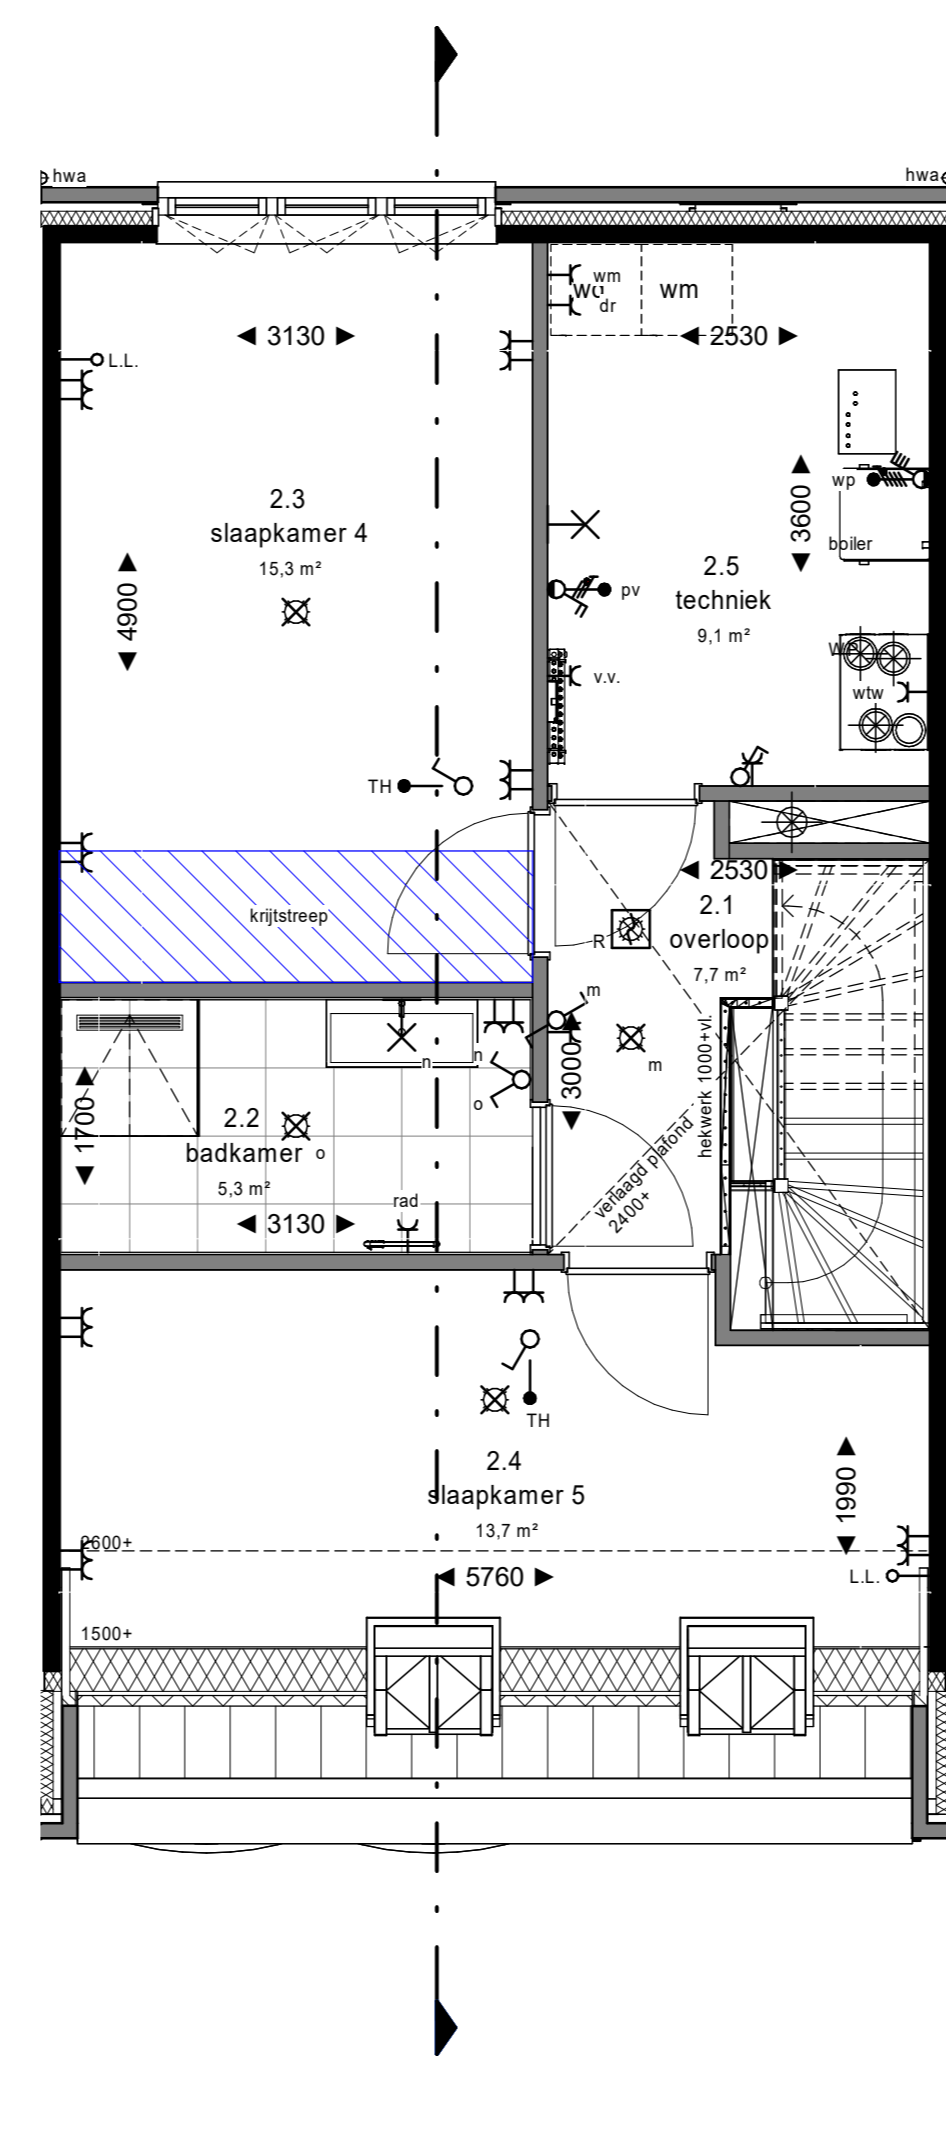 hwa
hwa
wm
wd
dr
wm
3130
2530
L.L.
2.3
slaapkamer 4
15,3 m²
4900
3600
wp
boiler
2.5
techniek
9,1 m²
pv
WP
v.v.
wtw
TH
krijtstreep
2530
2.1
overloop
7,7 m²
R
m
m
n
n
o
3000
hekwerk 1000+vl.
1700
2.2
badkamer
o
5,3 m²
3130
rad
verlaagd plafond
2400+
TH
2.4
slaapkamer 5
13,7 m²
1990
2600+
5760
L.L.
1500+